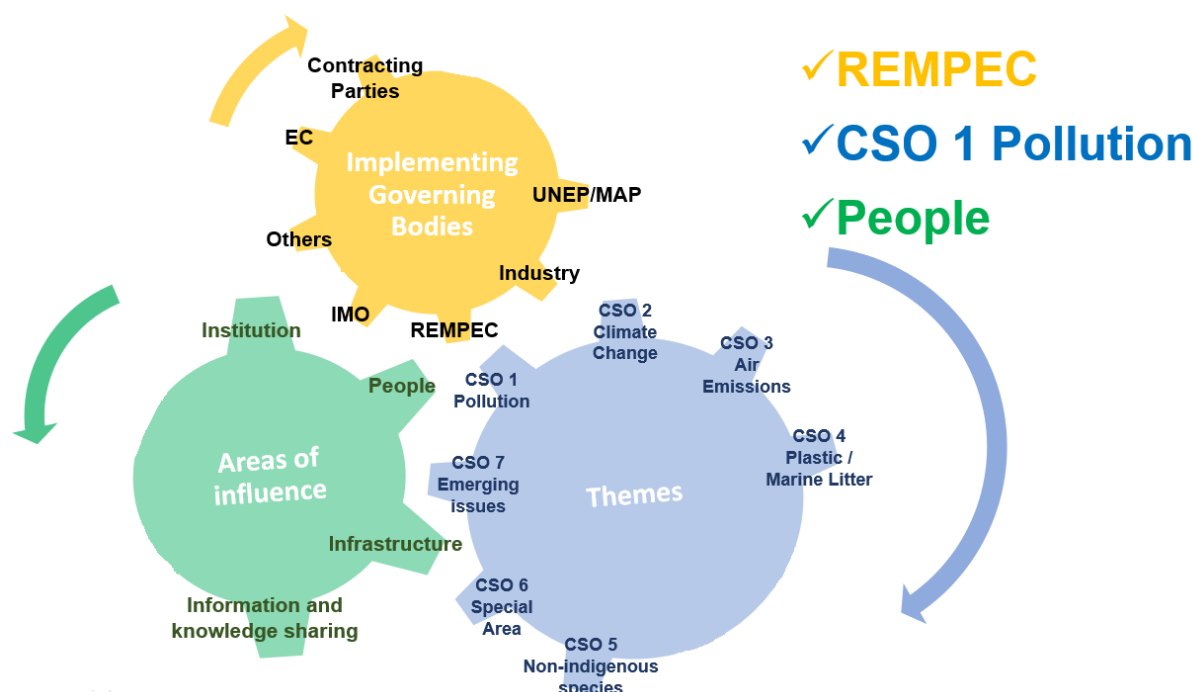 Contracting
Parties
EC
Implementing
Governing
Bodies
UNEP/MAP
Others
Industry
IMO
REMPEC
✓REMPEC
✓CSO 1 Pollution
✓People
Institution
People
Areas of
influence
Infrastructure
Information and
knowledge sharing
CSO 1
Pollution
CSO 2
Climate
Change
CSO 3
Air
Emissions
CSO 4
Plastic /
Marine Litter
CSO 7
Emerging
issues
Themes
CSO 6
Special
Area
CSO 5
Non-indigenous
species